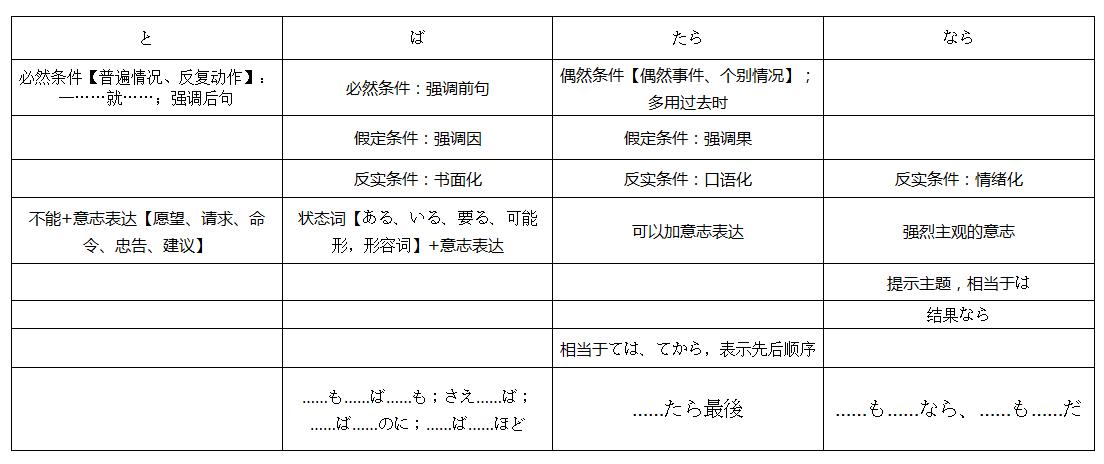 と
ば
たら
なら
必然条件【普遍情况、反复动作】：
一……就……；强调后句
必然条件：强调前句
偶然条件【偶然事件、个别情况】；
多用过去时
假定条件：强调因
假定条件：强调果
反实条件：书面化
反实条件：口语化
反实条件：情绪化
不能+意志表达【愿望、请求、命
令、忠告、建议】
状态词【ある、いる、要る、可能
形，形容词】+意志表达
可以加意志表达
强烈主观的意志
提示主题，相当于は
结果なら
相当于ては、てから，表示先后顺序
……も……ば……も；さえ……ば；
……ば……のに；……ば……ほど
……たら最後
……も……なら、……も……だ